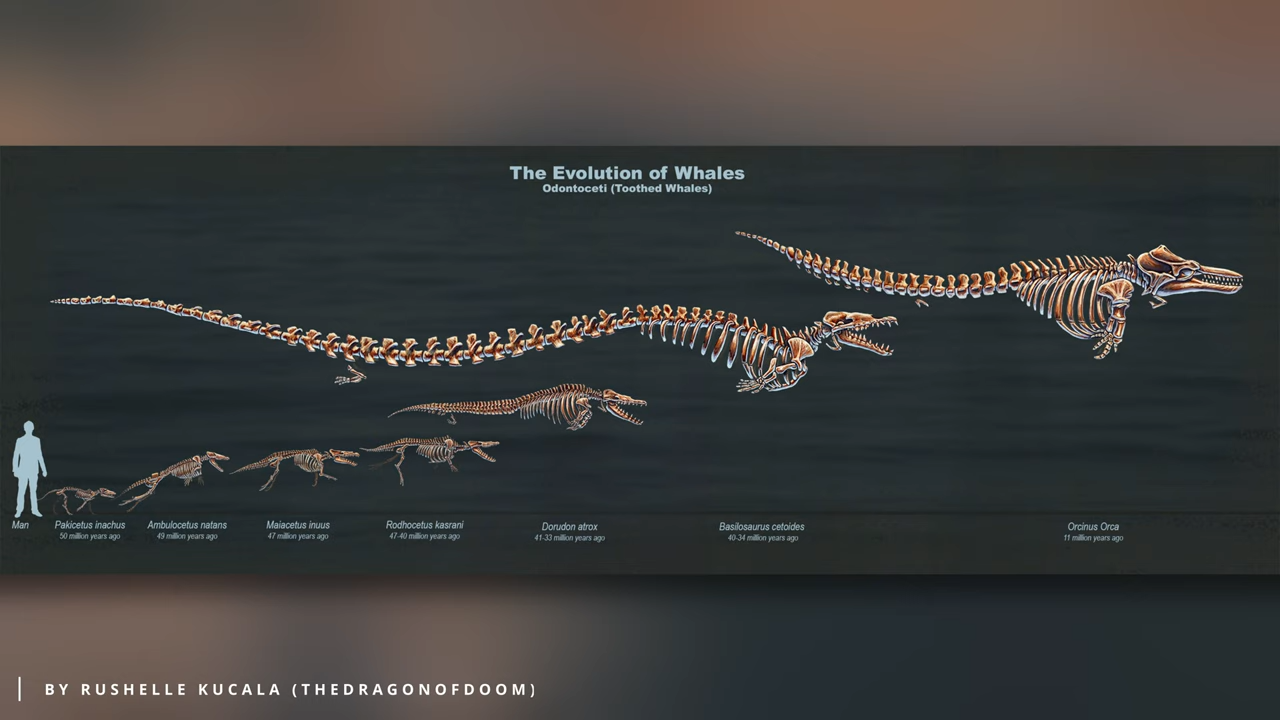 The Evolution of Whales
Odontoceti (Toothed Whales)
Man
Pakicetus inachus
50 million years ago
Ambulocetus natans
49 million years ago
Maiacetus inuus
47 million years ago
Rodhocetus kasrani
47-40 million years ago
Dorudon atrox
41-33 million years ago
Basilosaurus cetoides
40-34 million years ago
Orcinus Orca
11 million years ago
BY RUSHELLE KUCALA (THEDRAGONOFDOOM)